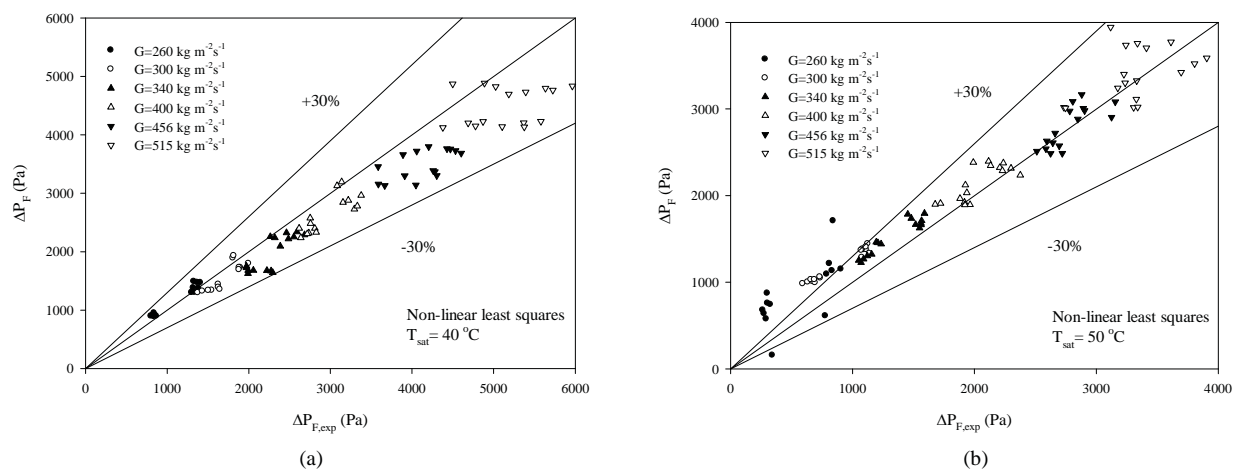 (a)
6000
5000
4000
3000
2000
1000
0
ΔP_F (Pa)
G=260 kg m⁻²s⁻¹
G=300 kg m⁻²s⁻¹
G=340 kg m⁻²s⁻¹
G=400 kg m⁻²s⁻¹
G=456 kg m⁻²s⁻¹
G=515 kg m⁻²s⁻¹
+30%
-30%
Non-linear least squares
T_sat= 40 °C
0 1000 2000 3000 4000 5000 6000
ΔP_F,exp (Pa)
(a)
(b)
4000
3000
2000
1000
0
ΔP_F (Pa)
G=260 kg m⁻²s⁻¹
G=300 kg m⁻²s⁻¹
G=340 kg m⁻²s⁻¹
G=400 kg m⁻²s⁻¹
G=456 kg m⁻²s⁻¹
G=515 kg m⁻²s⁻¹
+30%
-30%
Non-linear least squares
T_sat= 50 °C
0 1000 2000 3000 4000
ΔP_F,exp (Pa)
(b)